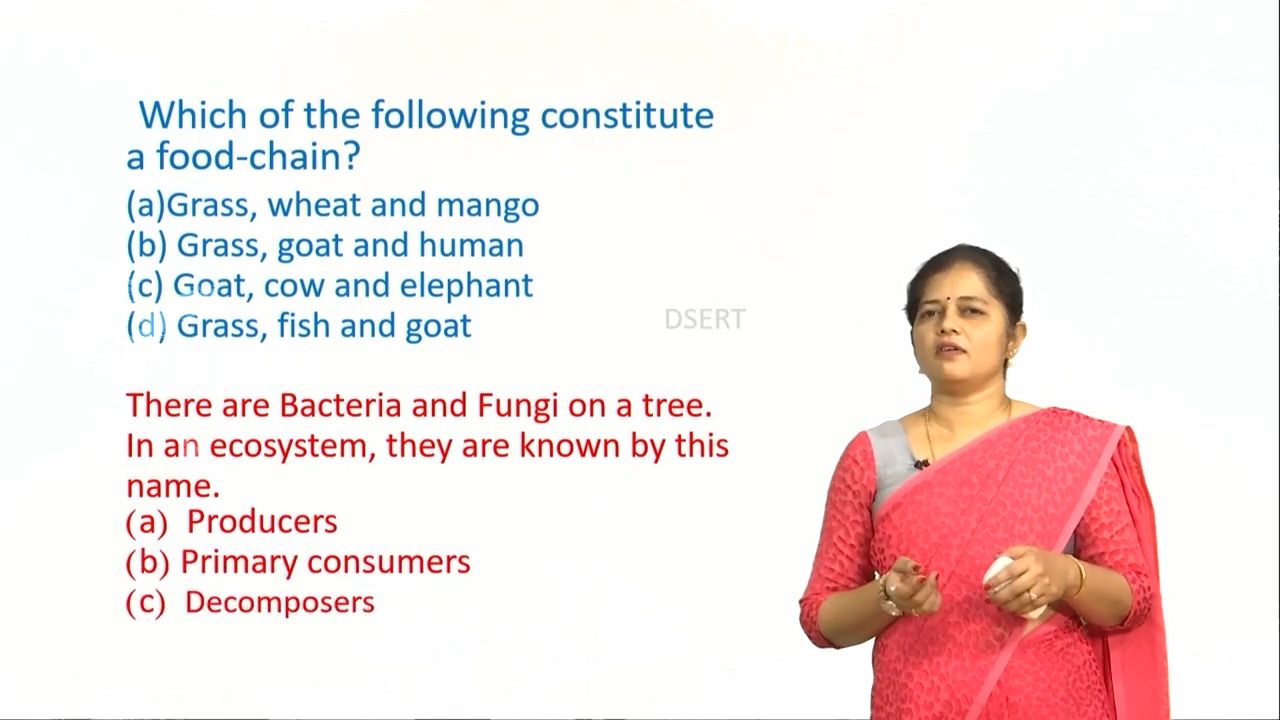 Which of the following constitute
a food-chain?
(a)Grass, wheat and mango
(b) Grass, goat and human
(c) Goat, cow and elephant
(d) Grass, fish and goat
DSERT
There are Bacteria and Fungi on a tree.
In an ecosystem, they are known by this
name.
(a) Producers
(b) Primary consumers
(c) Decomposers